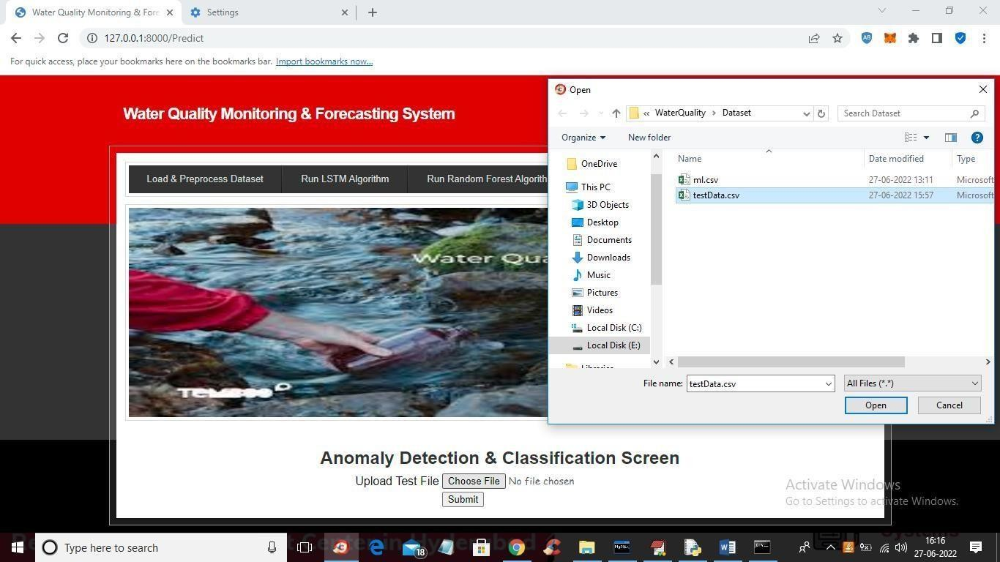 Water Quality Monitoring & Fore
Settings
127.0.0.1:8000/Predict
For quick access, place your bookmarks here on the bookmarks bar. Import bookmarks now...
Water Quality Monitoring & Forecasting System
Load & Preprocess Dataset
Run LSTM Algorithm
Run Random Forest Algorith
Water Qua
Open
« WaterQuality › Dataset
Search Dataset
Organize
New folder
OneDrive
This PC
3D Objects
Desktop
Documents
Downloads
Music
Pictures
Videos
Local Disk (C:)
Local Disk (E:)
Libraries
Name Date modified Type
ml.csv 27-06-2022 13:11 Microsoft
testData.csv 27-06-2022 15:57 Microsoft
File name: testData.csv
All Files (*.*)
Open
Cancel
Anomaly Detection & Classification Screen
Upload Test File Choose File No file chosen
Submit
Activate Windows
Go to Settings to activate Windows.
Systems
Type here to search
18
16:16
27-06-2022